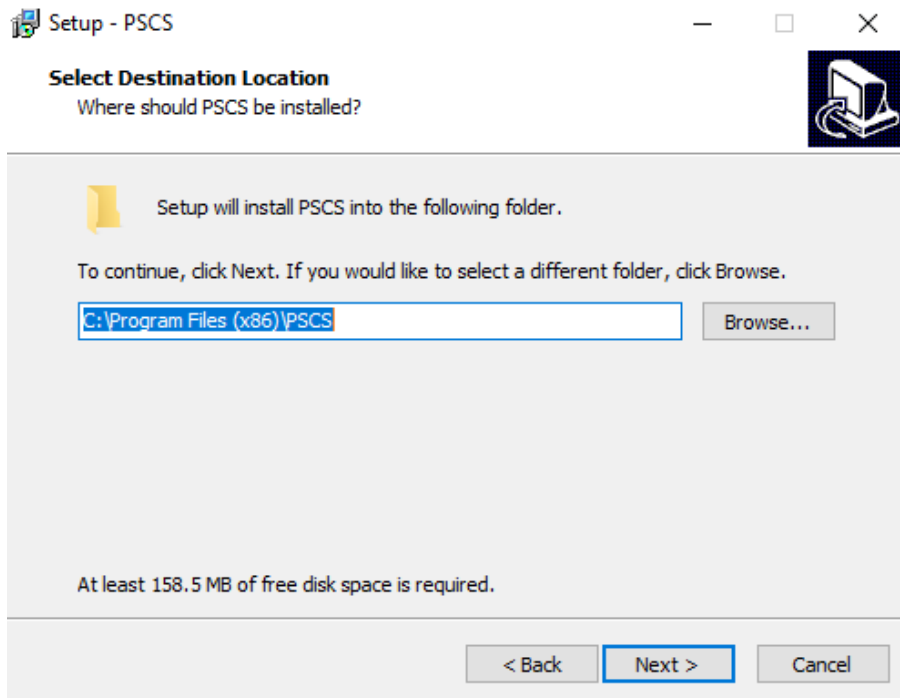 Setup - PSCS
Select Destination Location
Where should PSCS be installed?
Setup will install PSCS into the following folder.
To continue, click Next. If you would like to select a different folder, click Browse.
C:\Program Files (x86)\PSCS
Browse...
At least 158.5 MB of free disk space is required.
< Back
Next >
Cancel